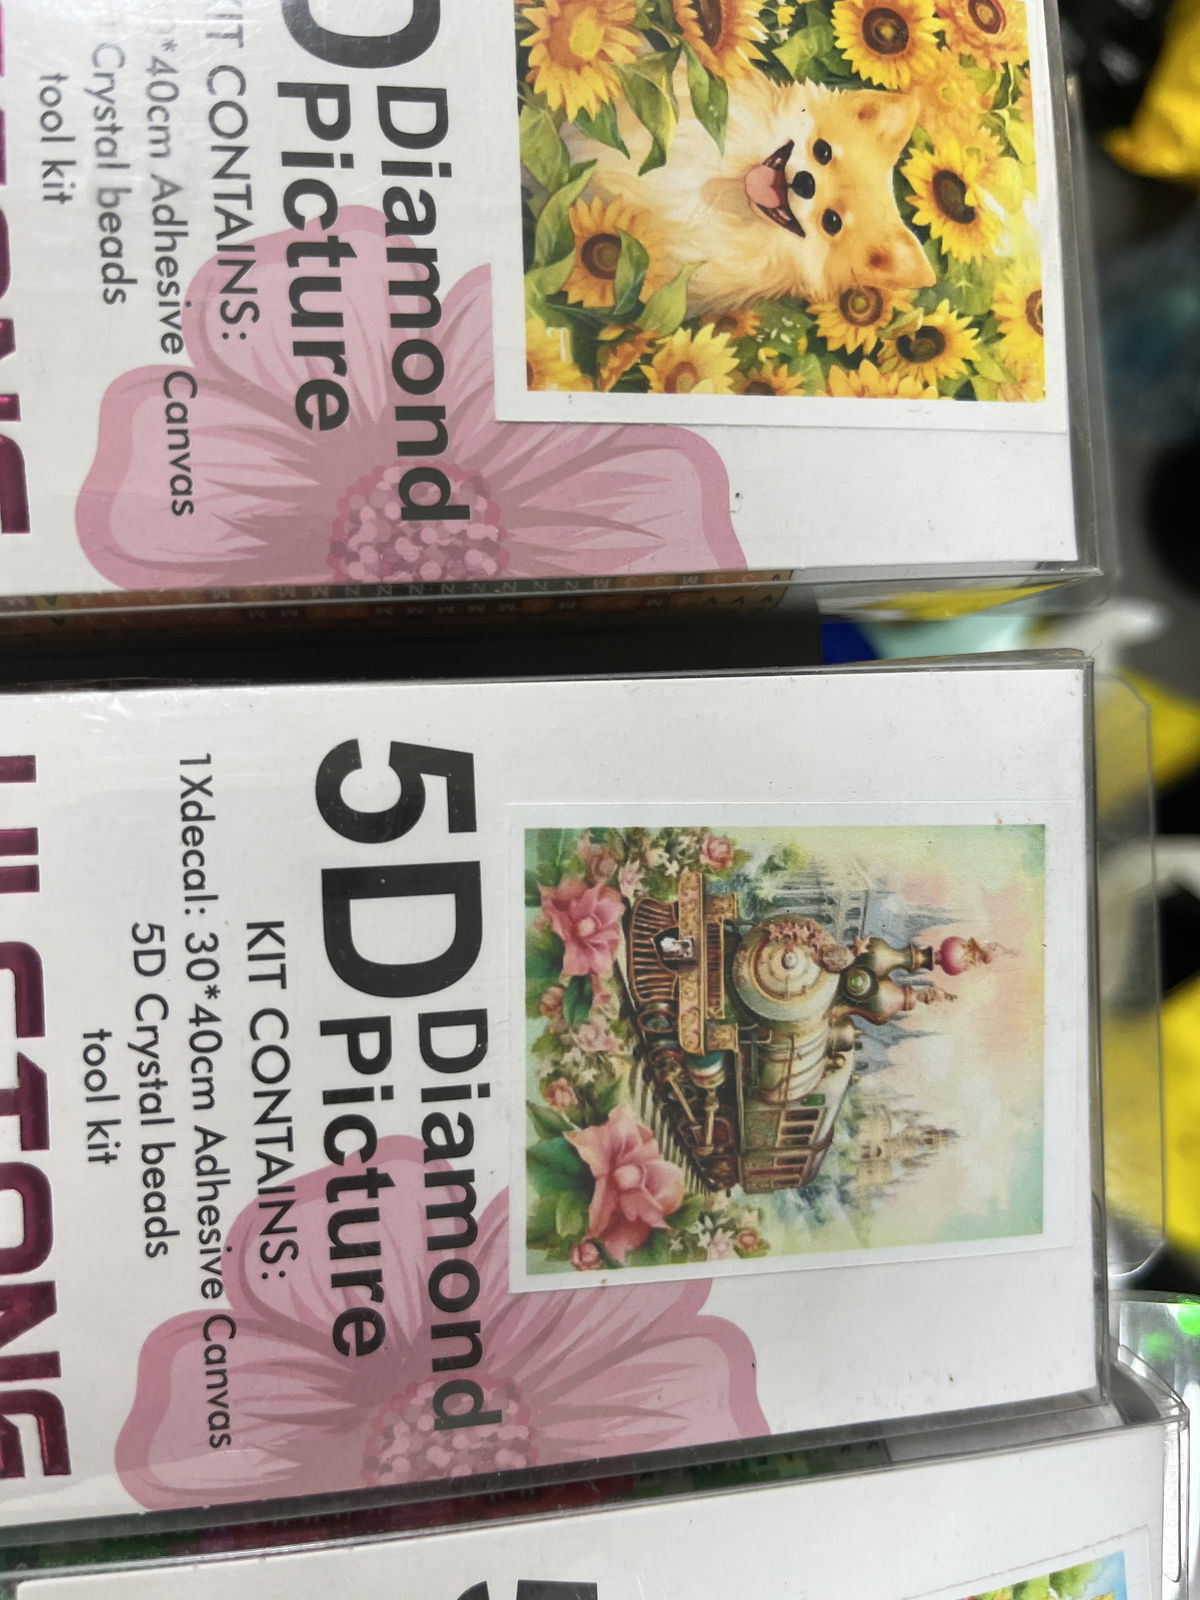 Diamond
Picture
KIT CONTAINS:
*40cm Adhesive Canvas
Crystal beads
tool kit
5D Diamond
Picture
KIT CONTAINS:
1Xdecal: 30*40cm Adhesive Canvas
5D Crystal beads
tool kit